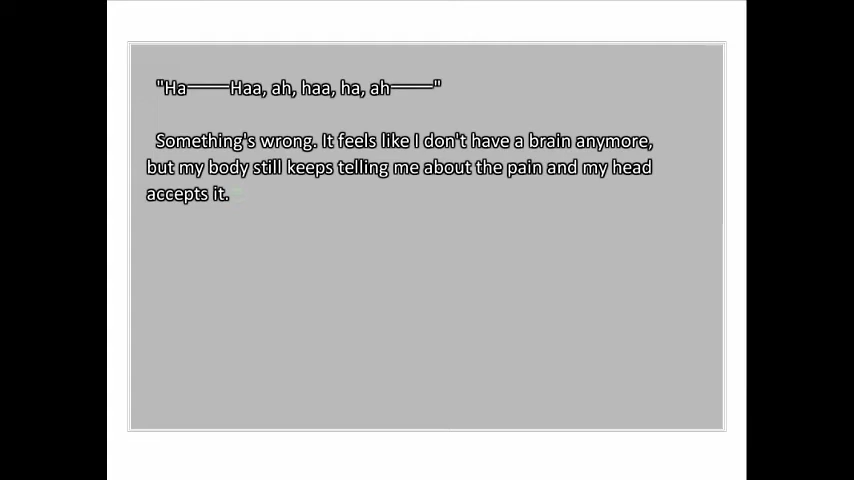 "Ha───Haa, ah, haa, ha, ah───"
Something's wrong. It feels like I don't have a brain anymore,
but my body still keeps telling me about the pain and my head
accepts it.